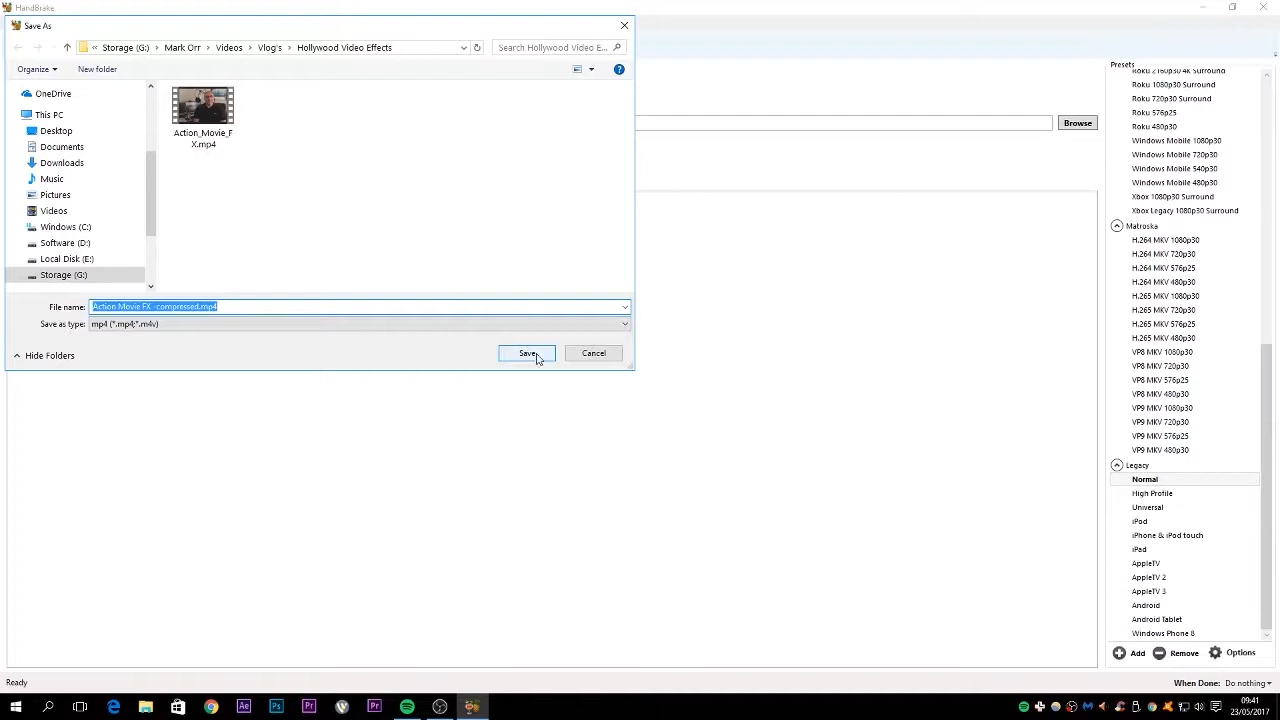 HandBrake
Save As
« Storage (G:) > Mark Orr > Videos > Vlog's > Hollywood Video Effects
Search Hollywood Video E...
Organize
New folder
OneDrive
This PC
Desktop
Documents
Downloads
Music
Pictures
Videos
Windows (C:)
Software (D:)
Local Disk (E:)
Storage (G:)
Action_Movie_F
X.mp4
File name:
Action Movie FX -compressed.mp4
Save as type:
mp4 (*.mp4;*.m4v)
Hide Folders
Save
Cancel
Browse
Presets
Roku 2160p30 4K Surround
Roku 1080p30 Surround
Roku 720p30 Surround
Roku 576p25
Roku 480p30
Windows Mobile 1080p30
Windows Mobile 720p30
Windows Mobile 540p30
Windows Mobile 480p30
Xbox 1080p30 Surround
Xbox Legacy 1080p30 Surround
Matroska
H.264 MKV 1080p30
H.264 MKV 720p30
H.264 MKV 576p25
H.264 MKV 480p30
H.265 MKV 1080p30
H.265 MKV 720p30
H.265 MKV 576p25
H.265 MKV 480p30
VP8 MKV 1080p30
VP8 MKV 720p30
VP8 MKV 576p25
VP8 MKV 480p30
VP9 MKV 1080p30
VP9 MKV 720p30
VP9 MKV 576p25
VP9 MKV 480p30
Legacy
Normal
High Profile
Universal
iPod
iPhone & iPod touch
iPad
AppleTV
AppleTV 2
AppleTV 3
Android
Android Tablet
Windows Phone 8
Add
Remove
Options
Ready
When Done: Do nothing
Ae
Ps
Pr
Pr
09:41
23/05/2017